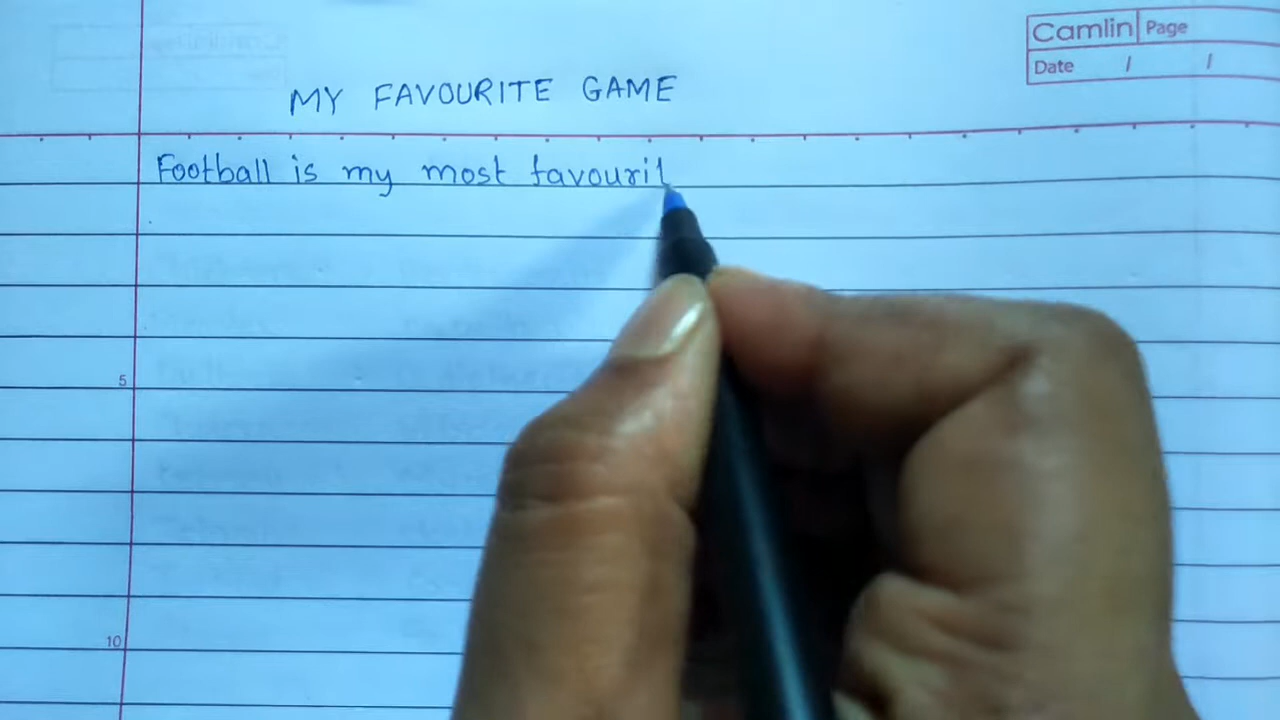 Camlin Page
Date / /
MY FAVOURITE GAME
Football is my most favourit
5
10